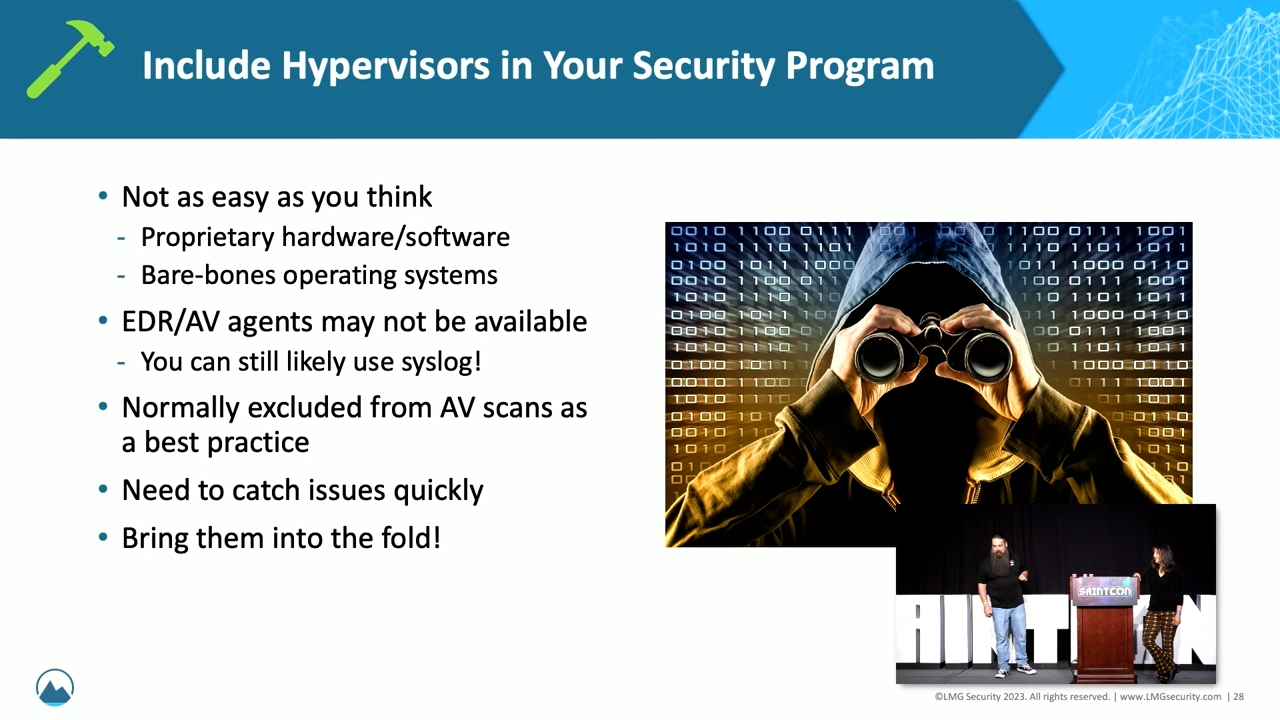 Include Hypervisors in Your Security Program
• Not as easy as you think
- Proprietary hardware/software
- Bare-bones operating systems
• EDR/AV agents may not be available
- You can still likely use syslog!
• Normally excluded from AV scans as
a best practice
• Need to catch issues quickly
• Bring them into the fold!
SAINTCON
©LMG Security 2023. All rights reserved. | www.LMGsecurity.com | 28